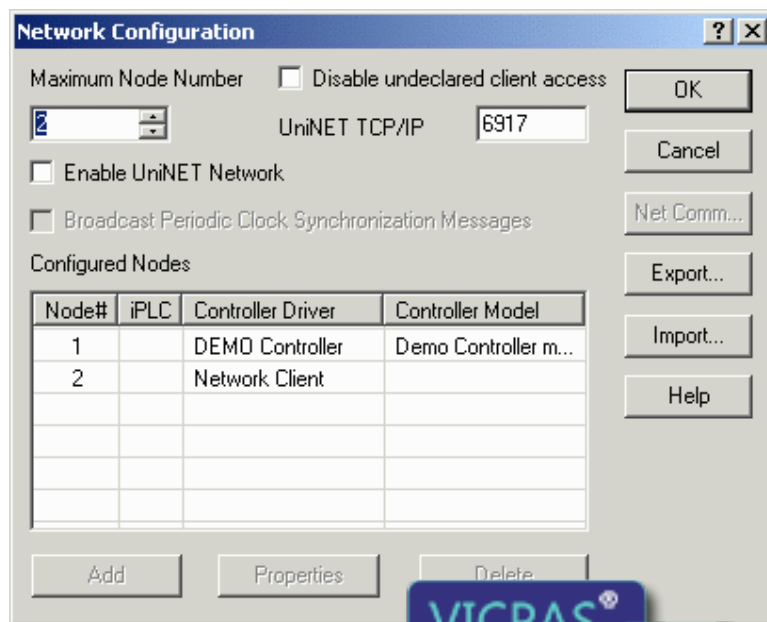 Network Configuration
Maximum Node Number
Disable undeclared client access
OK
2
UniNET TCP/IP
6917
Cancel
Enable UniNET Network
Broadcast Periodic Clock Synchronization Messages
Net Comm...
Configured Nodes
Export...
Node# iPLC Controller Driver Controller Model
1 DEMO Controller Demo Controller m...
Import...
2 Network Client
Help
Add Properties Delete
VICPAS®